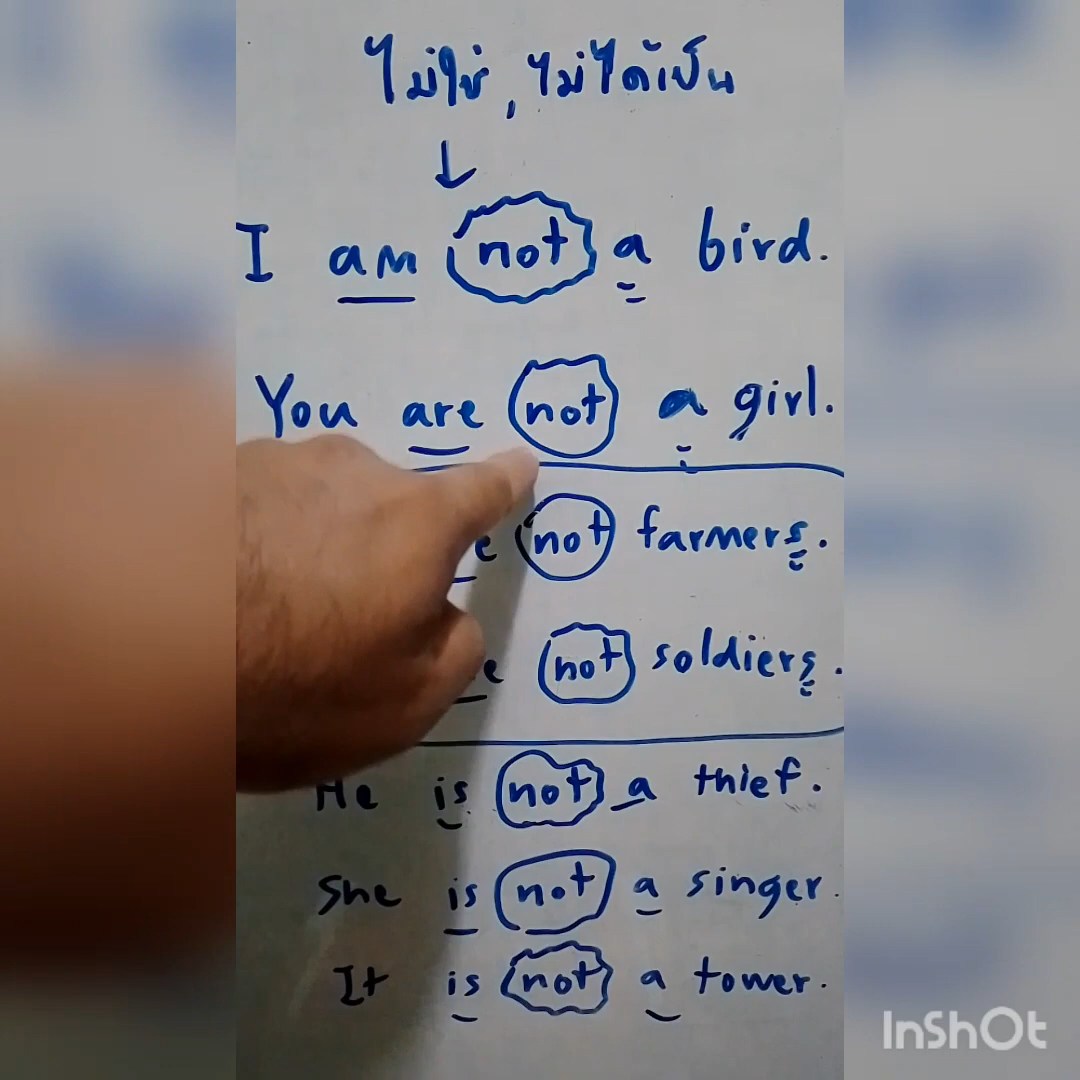 ไม่ใช่, ไม่ได้เป็น
I am not a bird.
You are not a girl.
not farmers.
not soldiers.
He is not a thief.
She is not a singer.
It is not a tower.
InShOt